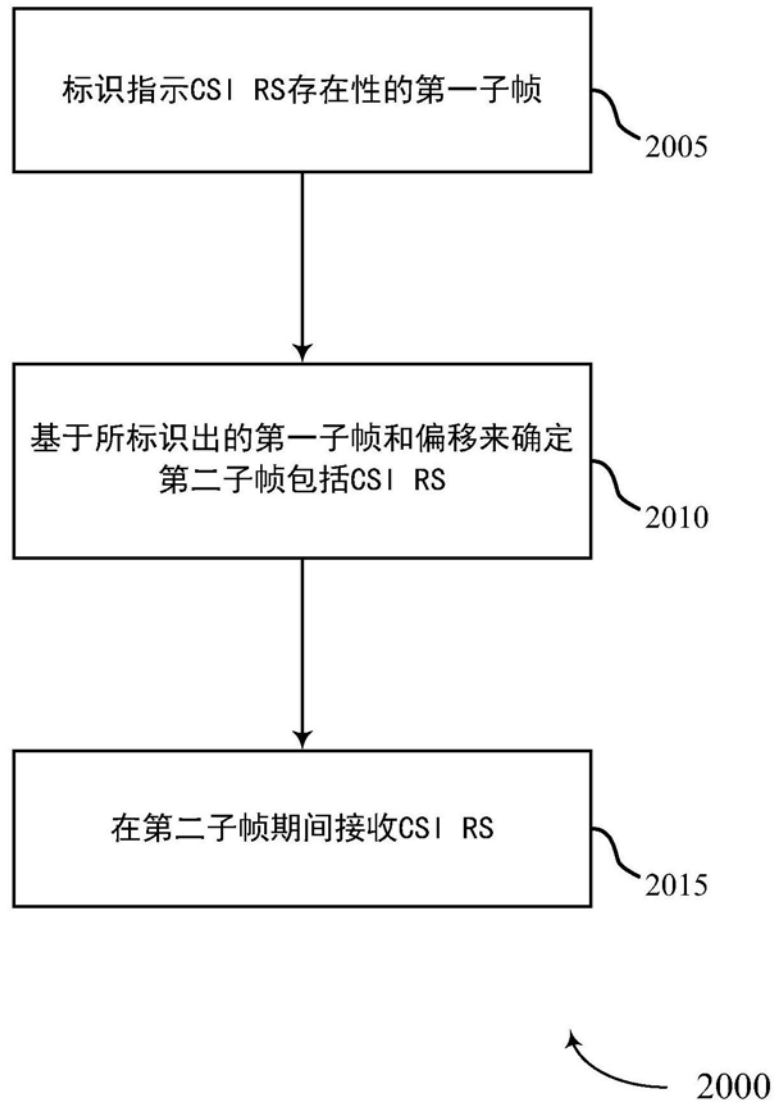 标识指示CSI RS存在性的第一子帧
2005
基于所标识出的第一子帧和偏移来确定
第二子帧包括CSI RS
2010
在第二子帧期间接收CSI RS
2015
2000